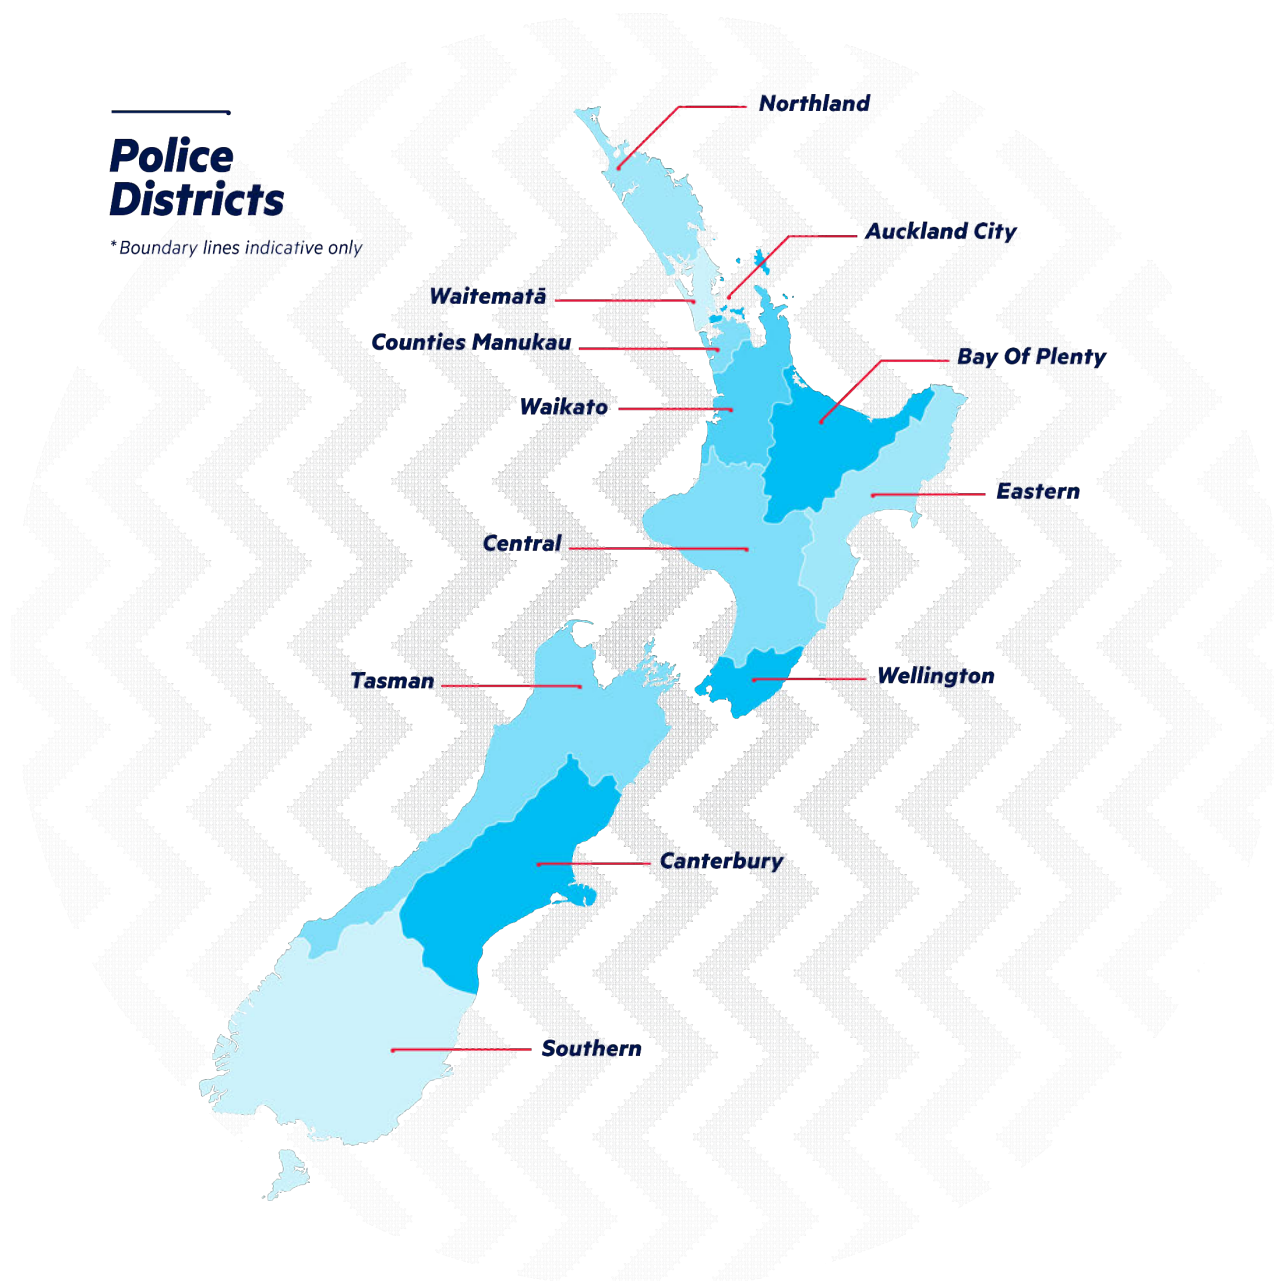 Police
Districts
*Boundary lines indicative only
Northland
Auckland City
Waitematā
Counties Manukau
Bay Of Plenty
Waikato
Eastern
Central
Wellington
Tasman
Canterbury
Southern